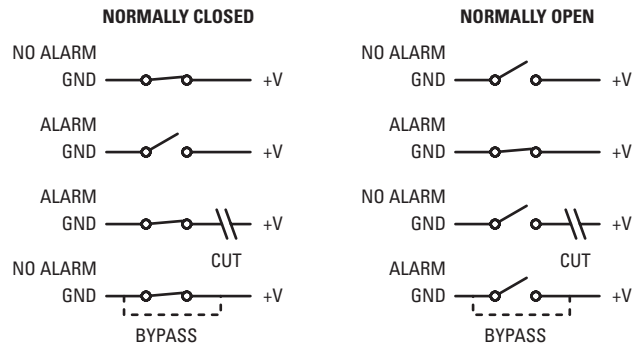 NORMALLY CLOSED
NO ALARM
GND +V
ALARM
GND +V
ALARM
GND +V
CUT
NO ALARM
GND +V
BYPASS
NORMALLY OPEN
NO ALARM
GND +V
ALARM
GND +V
NO ALARM
GND +V
CUT
ALARM
GND +V
BYPASS